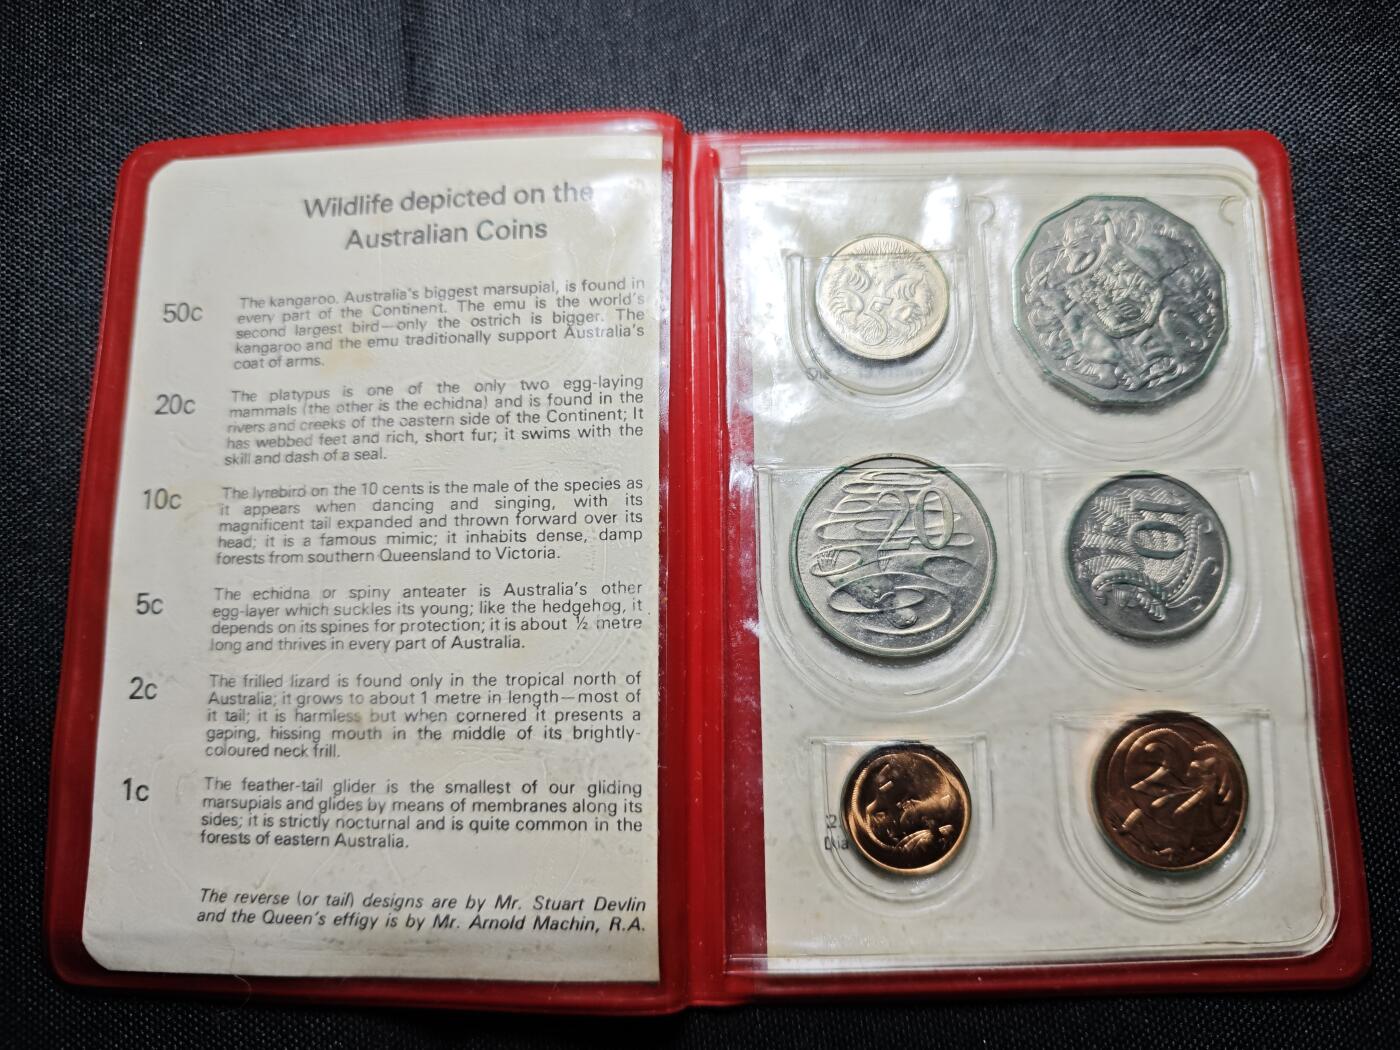 Wildlife depicted on the
Australian Coins
50c
The kangaroo, Australia's biggest marsupial, is found in
every part of the Continent. The emu is the world's
second largest bird—only the ostrich is bigger. The
kangaroo and the emu traditionally support Australia's
coat of arms.
20c
The platypus is one of the only two egg-laying
mammals (the other is the echidna) and is found in the
rivers and creeks of the eastern side of the Continent; It
has webbed feet and rich, short fur; it swims with the
skill and dash of a seal.
10c
The lyrebird on the 10 cents is the male of the species as
it appears when dancing and singing, with its
magnificent tail expanded and thrown forward over its
head; it is a famous mimic; it inhabits dense, damp
forests from southern Queensland to Victoria.
5c
The echidna or spiny anteater is Australia's other
egg-layer which suckles its young; like the hedgehog, it
depends on its spines for protection; it is about ½ metre
long and thrives in every part of Australia.
2c
The frilled lizard is found only in the tropical north of
Australia; it grows to about 1 metre in length—most of
it tail; it is harmless but when cornered it presents a
gaping, hissing mouth in the middle of its brightly-
coloured neck frill.
1c
The feather-tail glider is the smallest of our gliding
marsupials and glides by means of membranes along its
sides; it is strictly nocturnal and is quite common in the
forests of eastern Australia.
The reverse (or tail) designs are by Mr. Stuart Devlin
and the Queen's effigy is by Mr. Arnold Machin, R.A.
5
20
10
2